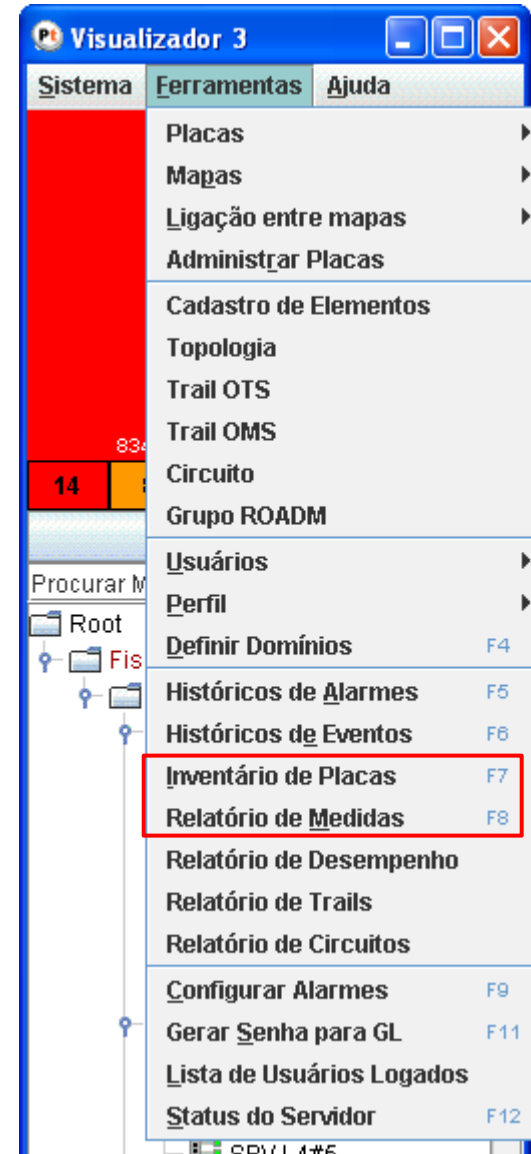 Pt Visualizador 3
Sistema Ferramentas Ajuda
Placas
Mapas
Ligação entre mapas
Administrar Placas
Cadastro de Elementos
Topologia
Trail OTS
Trail OMS
834
14
Circuito
Grupo ROADM
Usuários
Procurar M
Perfil
Root
Definir Domínios F4
Fis
Históricos de Alarmes F5
Históricos de Eventos F6
Inventário de Placas F7
Relatório de Medidas F8
Relatório de Desempenho
Relatório de Trails
Relatório de Circuitos
Configurar Alarmes F9
Gerar Senha para GL F11
Lista de Usuários Logados
Status do Servidor F12